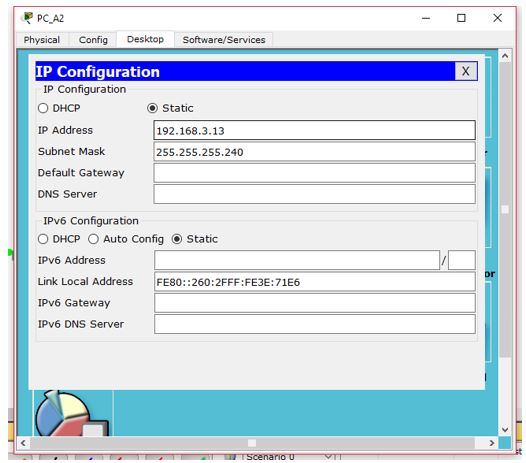 PC_A2
Physical Config Desktop Software/Services
IP Configuration X
IP Configuration
DHCP Static
IP Address 192.168.3.13
Subnet Mask 255.255.255.240
Default Gateway
DNS Server
IPv6 Configuration
DHCP Auto Config Static
IPv6 Address /
Link Local Address FE80::260:2FFF:FE3E:71E6
IPv6 Gateway
IPv6 DNS Server
or
Scenario 0